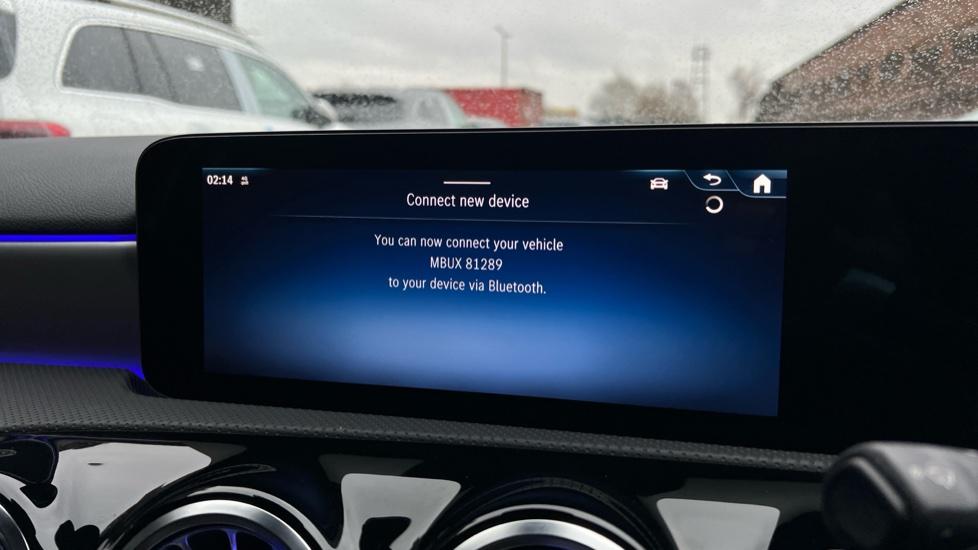 02:14
Connect new device
You can now connect your vehicle
MBUX 81289
to your device via Bluetooth.